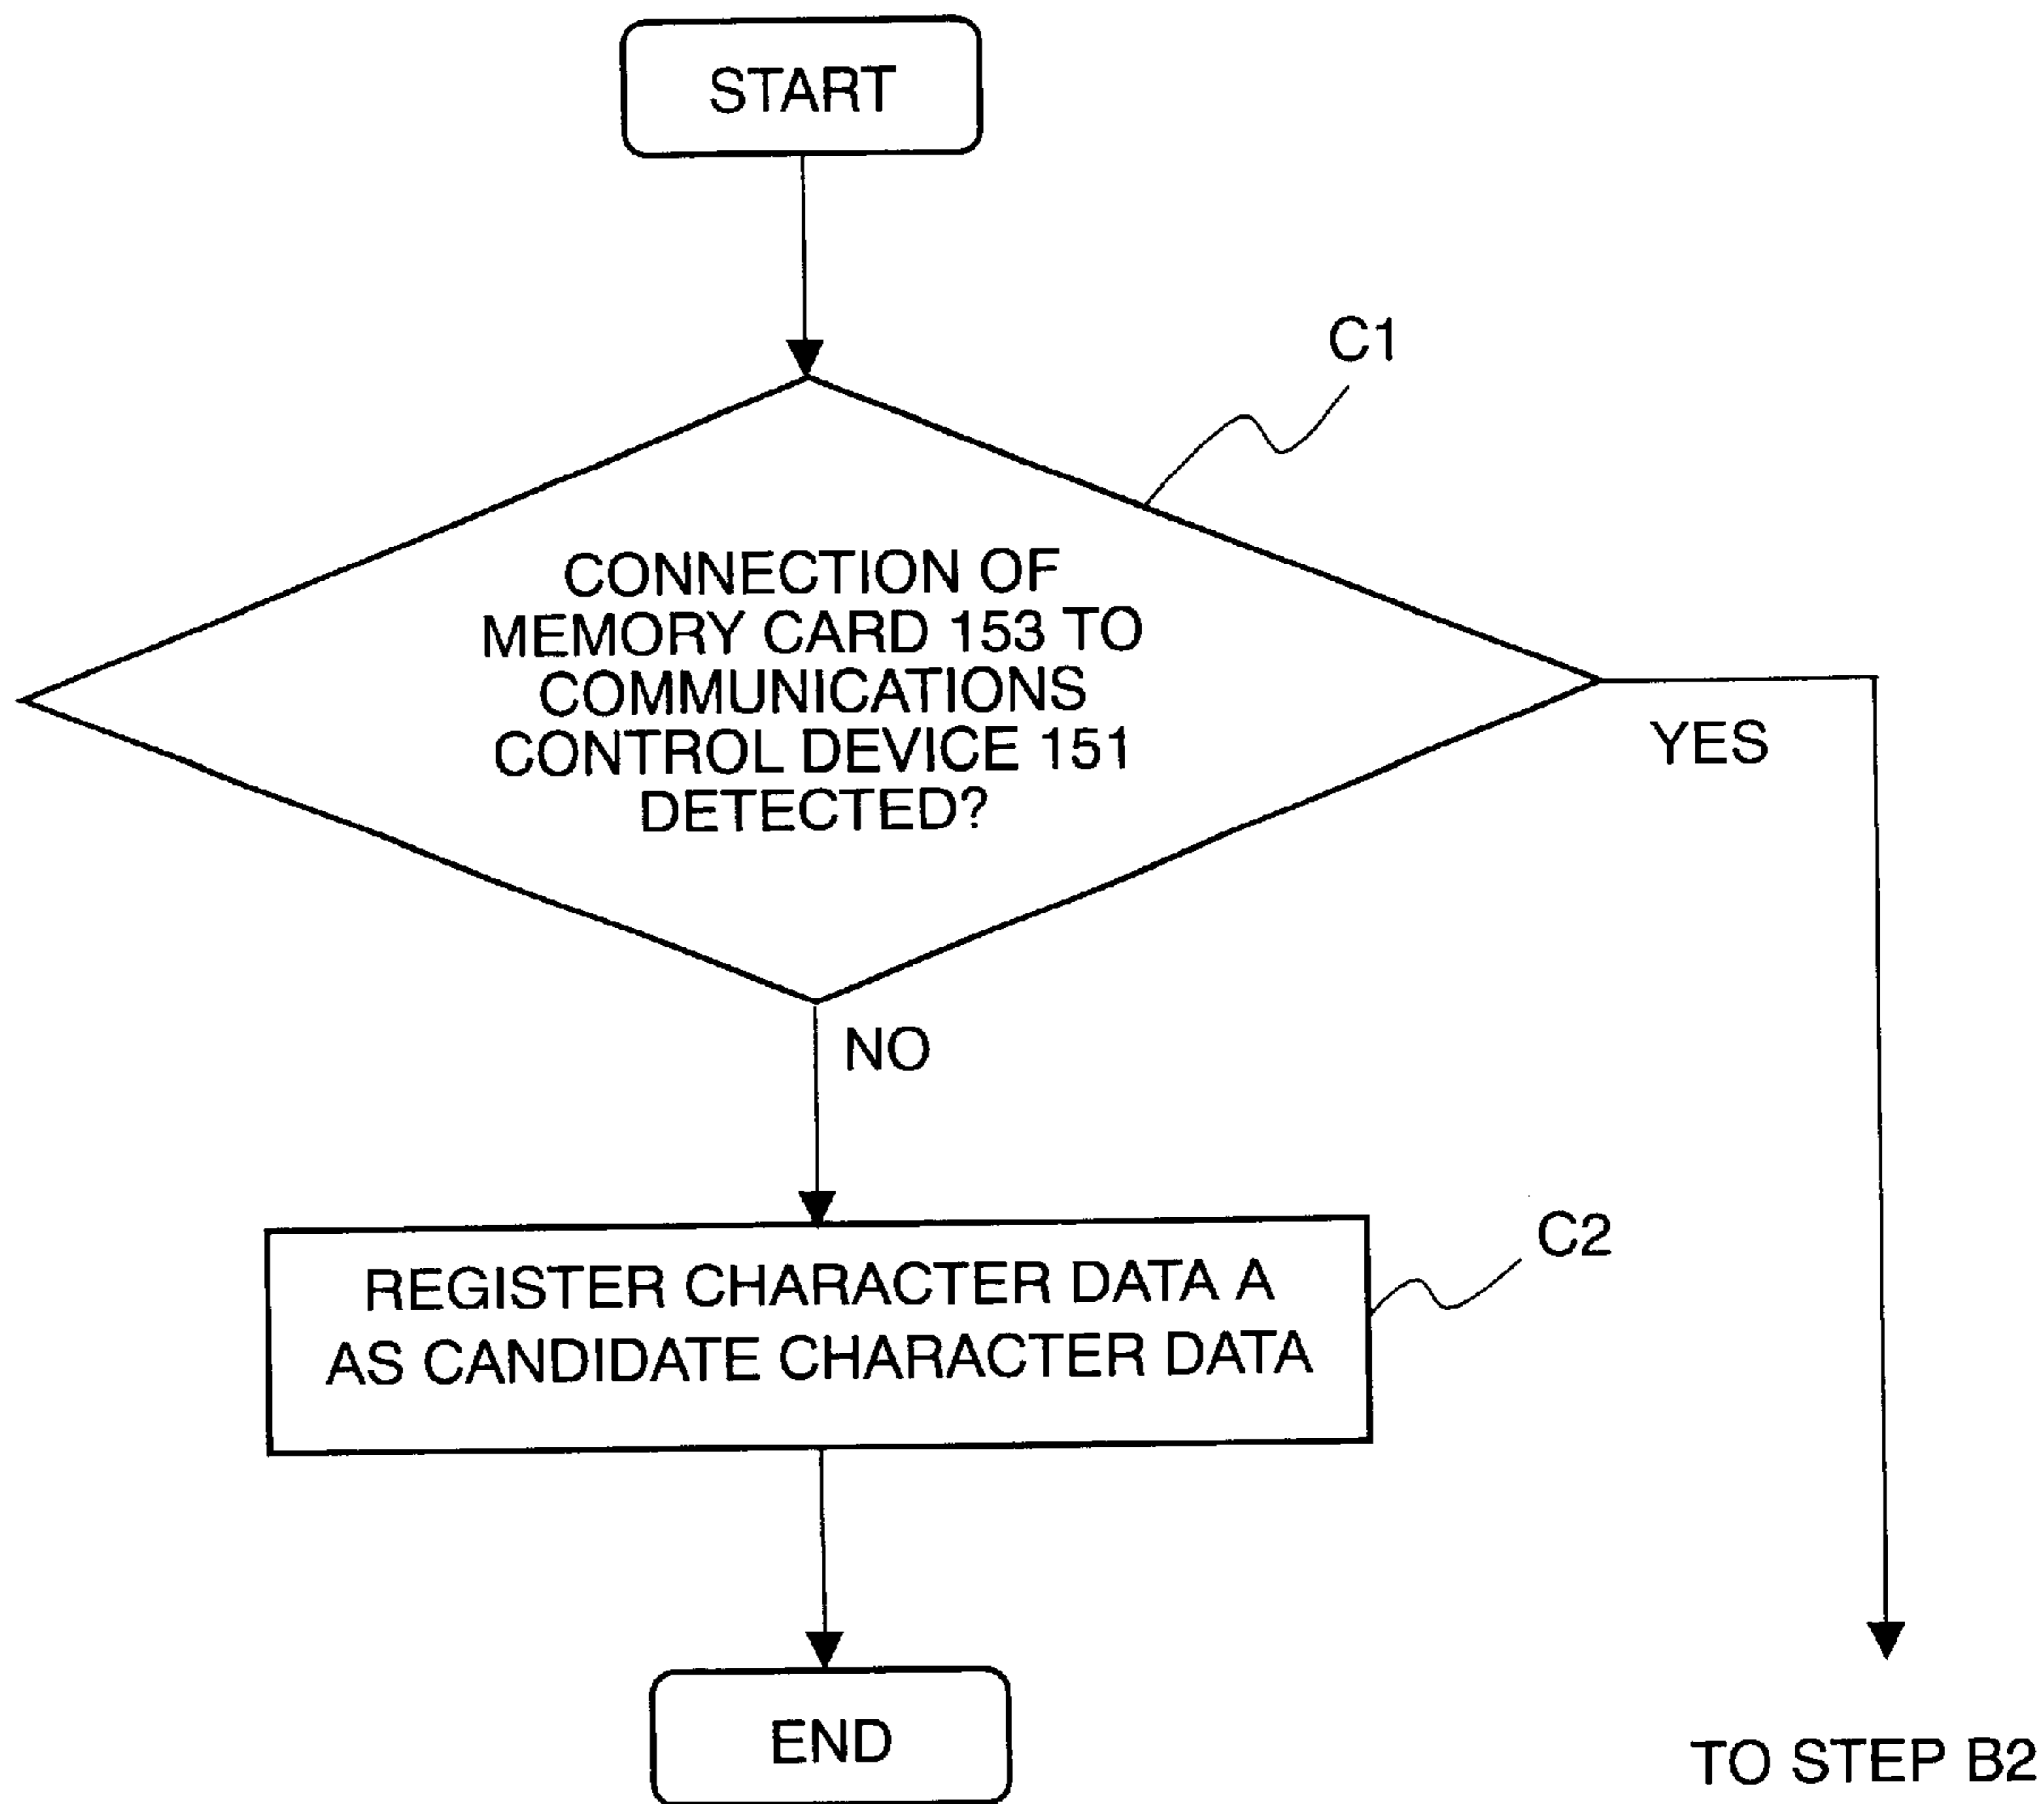 START
C1
CONNECTION OF
MEMORY CARD 153 TO
COMMUNICATIONS
CONTROL DEVICE 151
DETECTED?
YES
NO
C2
REGISTER CHARACTER DATA A
AS CANDIDATE CHARACTER DATA
END
TO STEP B2